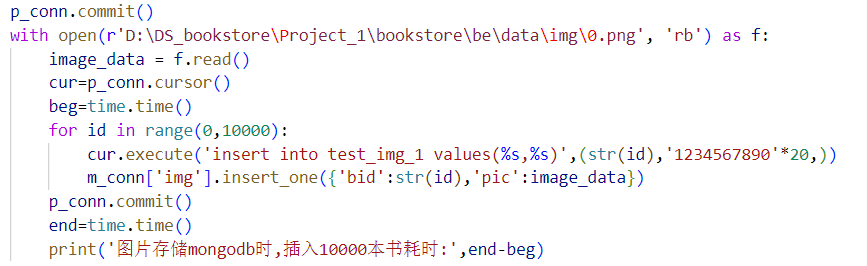 p_conn.commit()
with open(r'D:\DS_bookstore\Project_1\bookstore\be\data\img\0.png', 'rb') as f:
    image_data = f.read()
    cur=p_conn.cursor()
    beg=time.time()
    for id in range(0,10000):
        cur.execute('insert into test_img_1 values(%s,%s)',(str(id),'1234567890'*20,))
        m_conn['img'].insert_one({'bid':str(id),'pic':image_data})
    p_conn.commit()
    end=time.time()
    print('图片存储mongodb时,插入10000本书耗时:',end-beg)